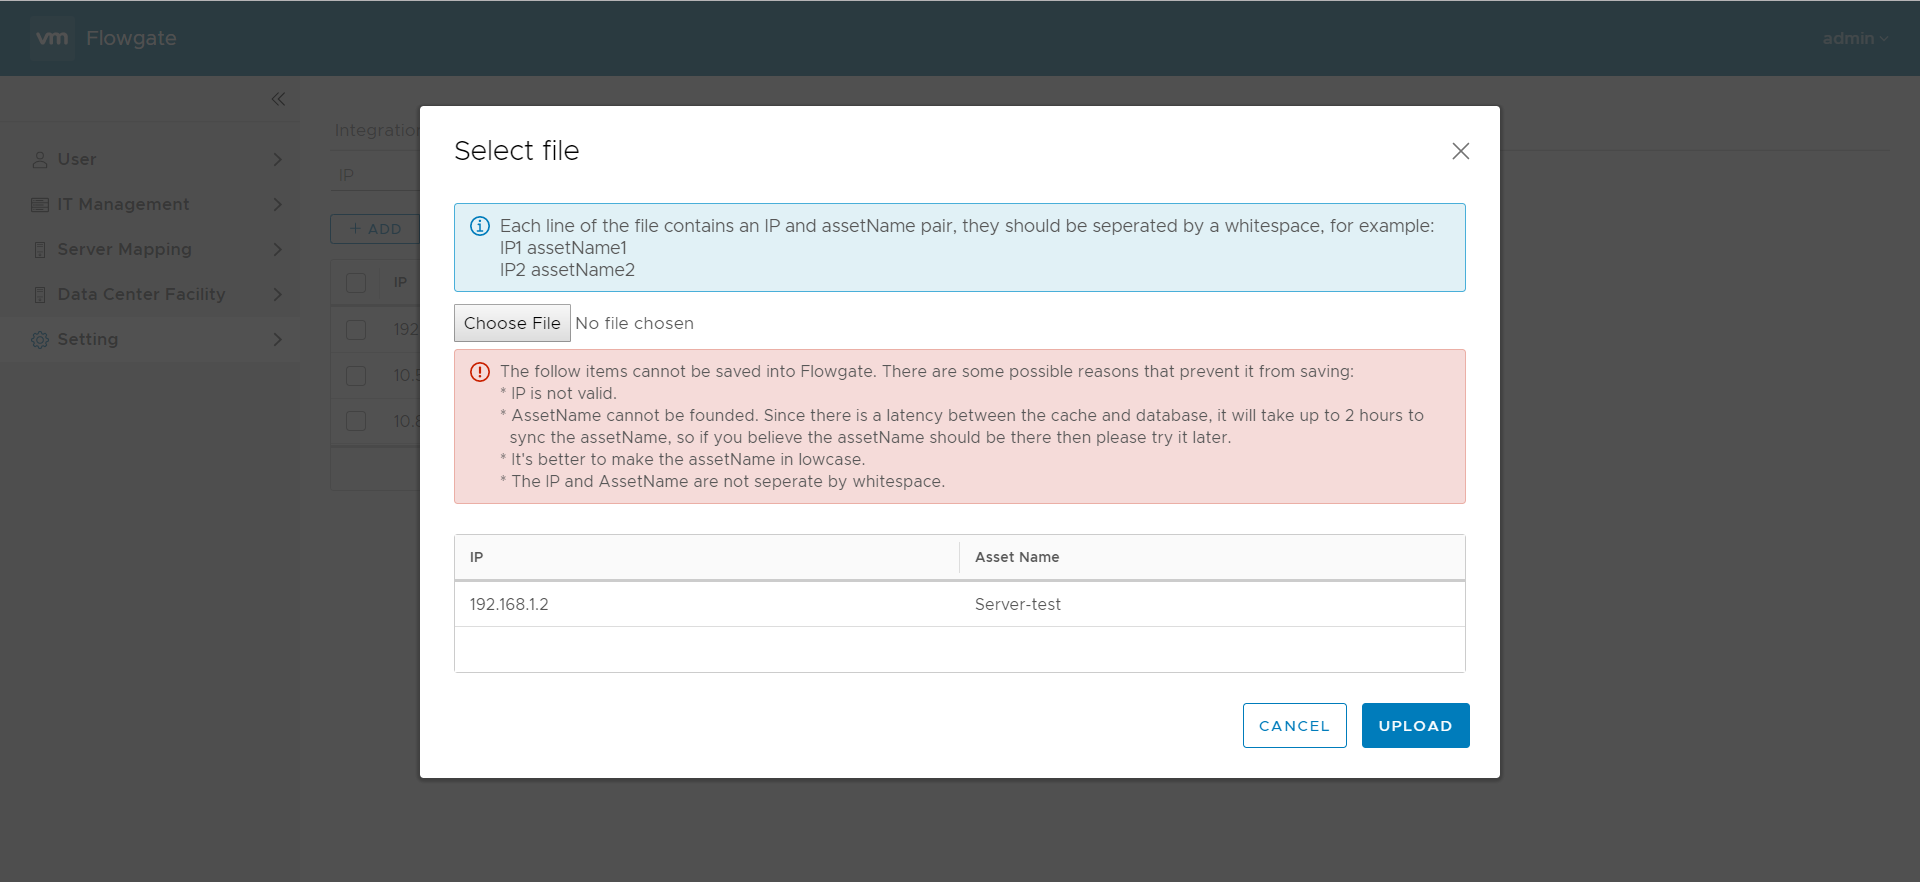 vm Flowgate
admin
User
IT Management
Server Mapping
Data Center Facility
Setting
Integration
IP
+ ADD
IP
192
10.5
10.8
Select file
Each line of the file contains an IP and assetName pair, they should be seperated by a whitespace, for example:
IP1 assetName1
IP2 assetName2
Choose File No file chosen
The follow items cannot be saved into Flowgate. There are some possible reasons that prevent it from saving:
* IP is not valid.
* AssetName cannot be founded. Since there is a latency between the cache and database, it will take up to 2 hours to
sync the assetName, so if you believe the assetName should be there then please try it later.
* It's better to make the assetName in lowcase.
* The IP and AssetName are not seperate by whitespace.
IP Asset Name
192.168.1.2 Server-test
CANCEL UPLOAD